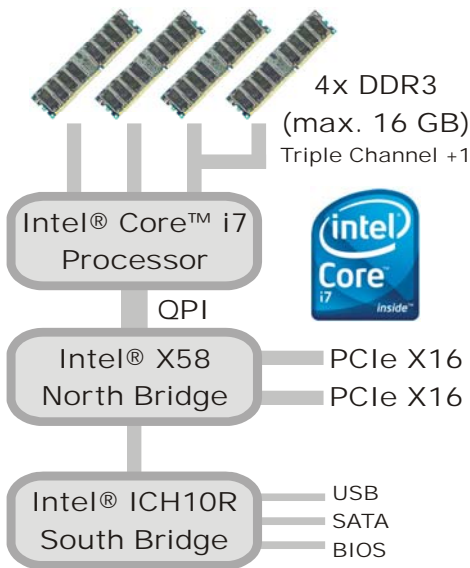 4x DDR3
(max. 16 GB)
Triple Channel +1
Intel® Core™ i7
Processor
intel
Core™
i7
inside™
QPI
Intel® X58
North Bridge
PCIe X16
PCIe X16
Intel® ICH10R
South Bridge
USB
SATA
BIOS